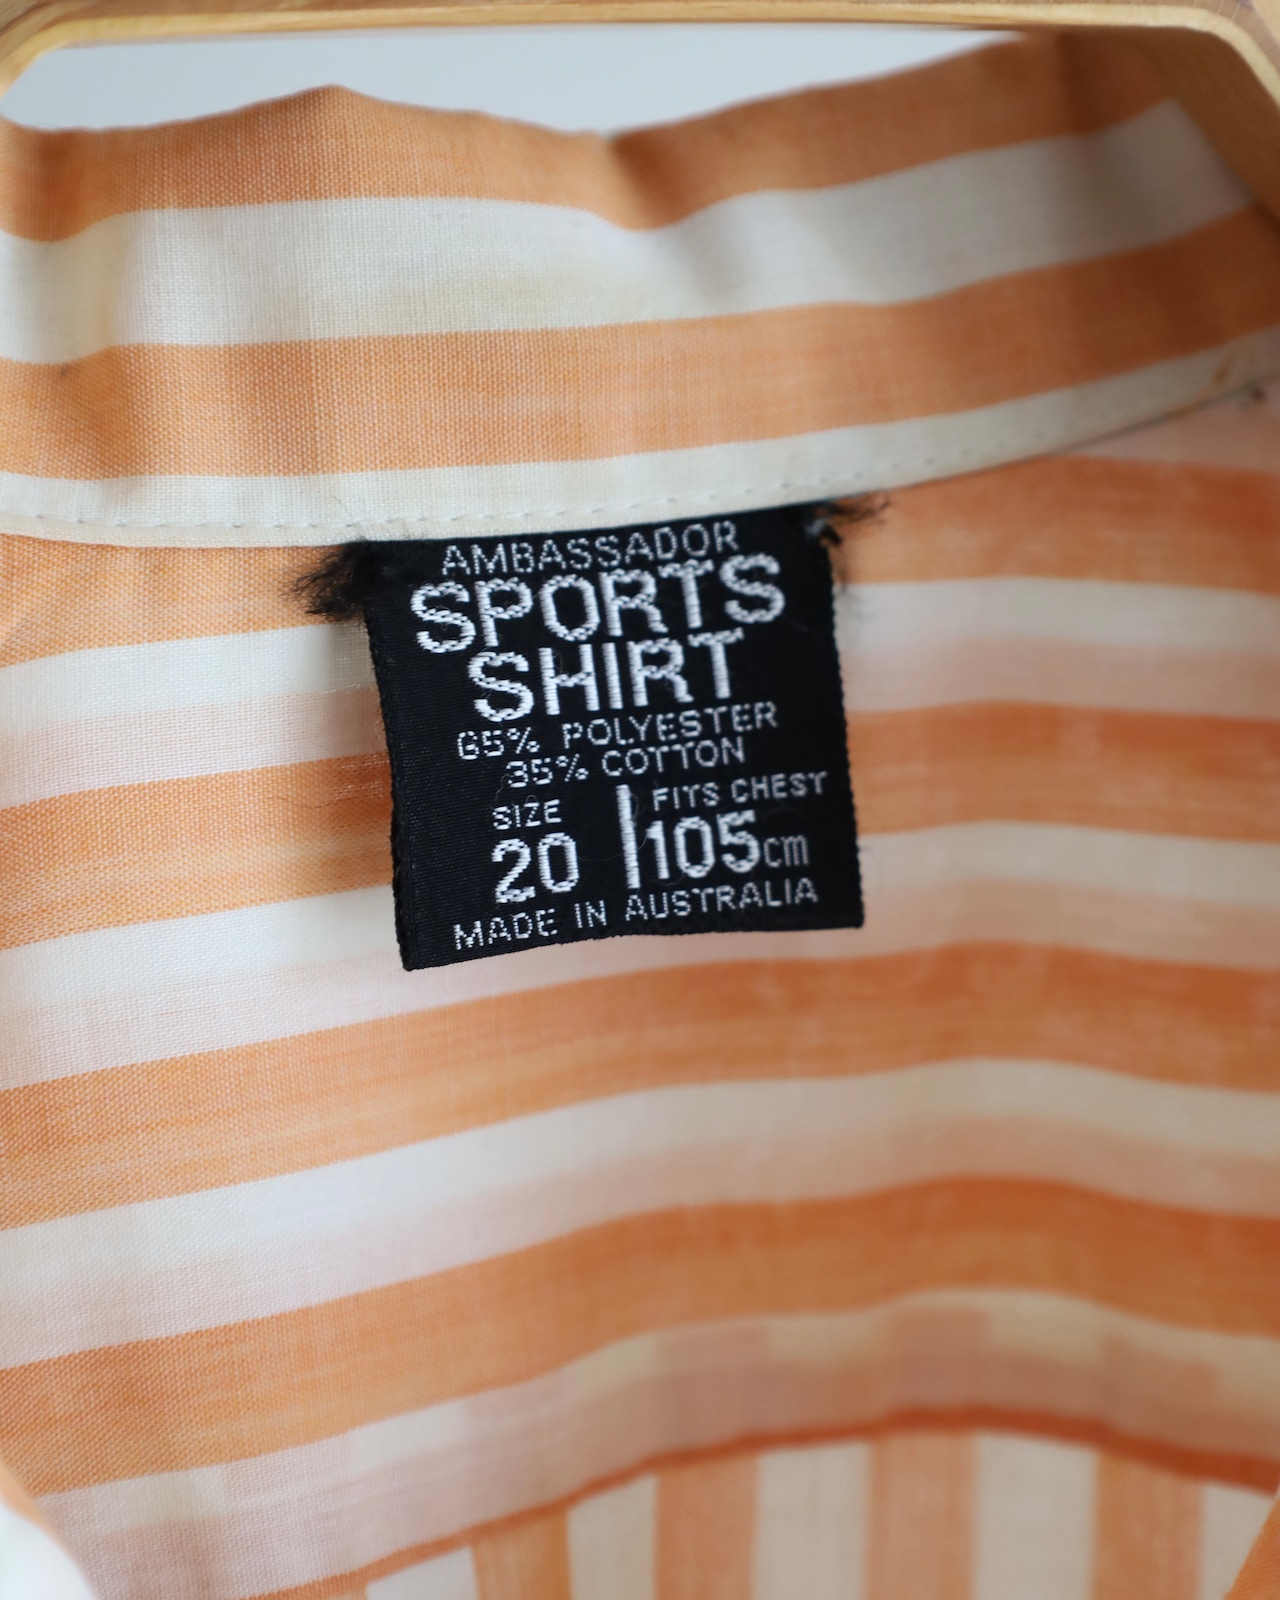 AMBASSADOR
SPORTS
SHIRT
65% POLYESTER
35% COTTON
SIZE
20
FITS CHEST
105cm
MADE IN AUSTRALIA